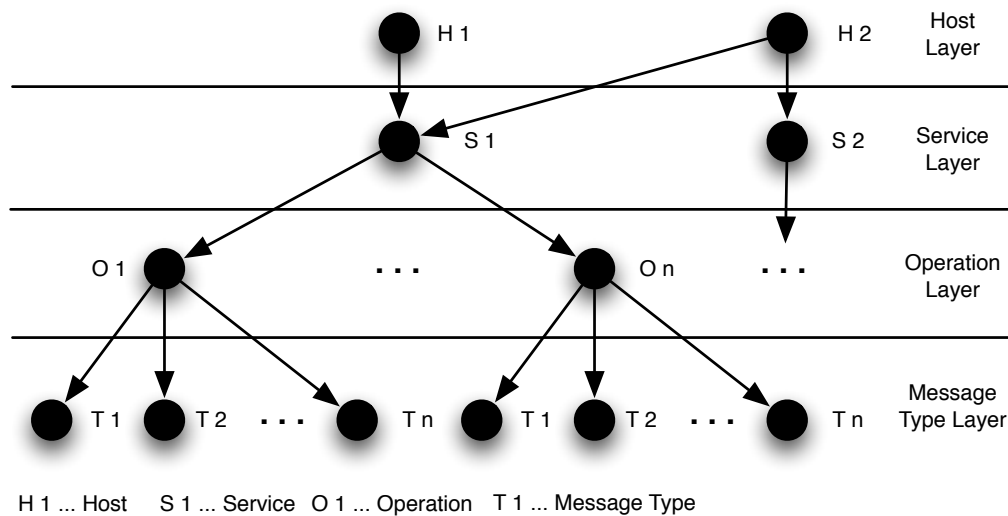 H 1
H 2
Host
Layer
S 1
S 2
Service
Layer
O 1
. . .
O n
. . .
Operation
Layer
T 1
T 2
. . .
T n
T 1
T 2
. . .
T n
Message
Type Layer
H 1 ... Host S 1 ... Service O 1 ... Operation T 1 ... Message Type